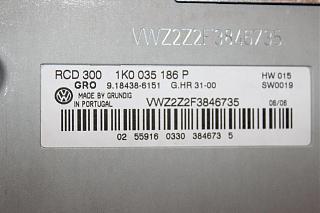 VWZ2Z2F3846735
RCD 300 1K0 035 186 P
GRO 9.18438-6151 G.HR 31-00
HW 015
SW0019
MADE BY GRUNDIG
IN PORTUGAL
VWZ2Z2F3846735
06/06
02 55916 0330 384673 5